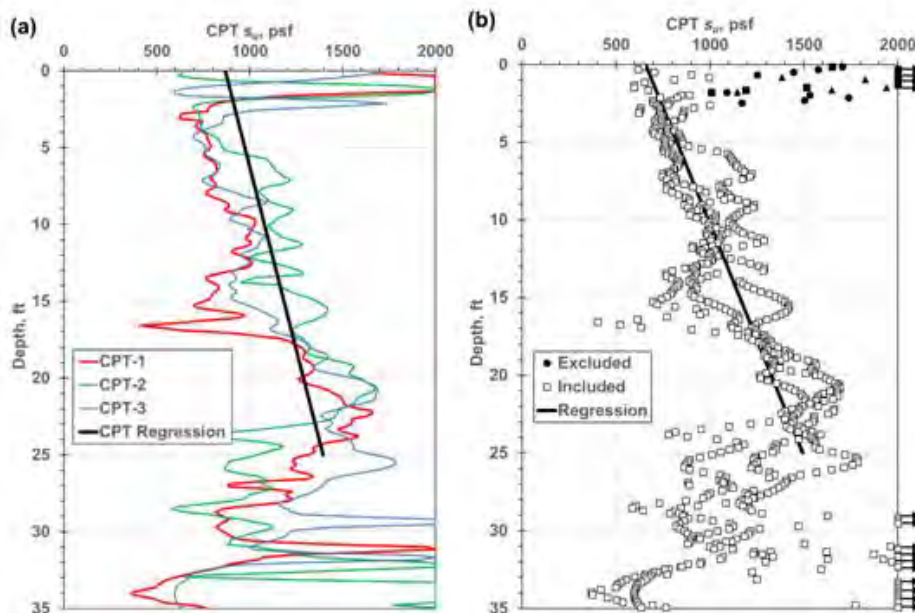 (a)
CPT su, psf
0 500 1000 1500 2000
0
5
10
15
20
25
30
35
Depth, ft
CPT-1
CPT-2
CPT-3
CPT Regression
(b)
CPT su, psf
0 500 1000 1500 2000
0
5
10
15
20
25
30
35
Depth, ft
Excluded
Included
Regression